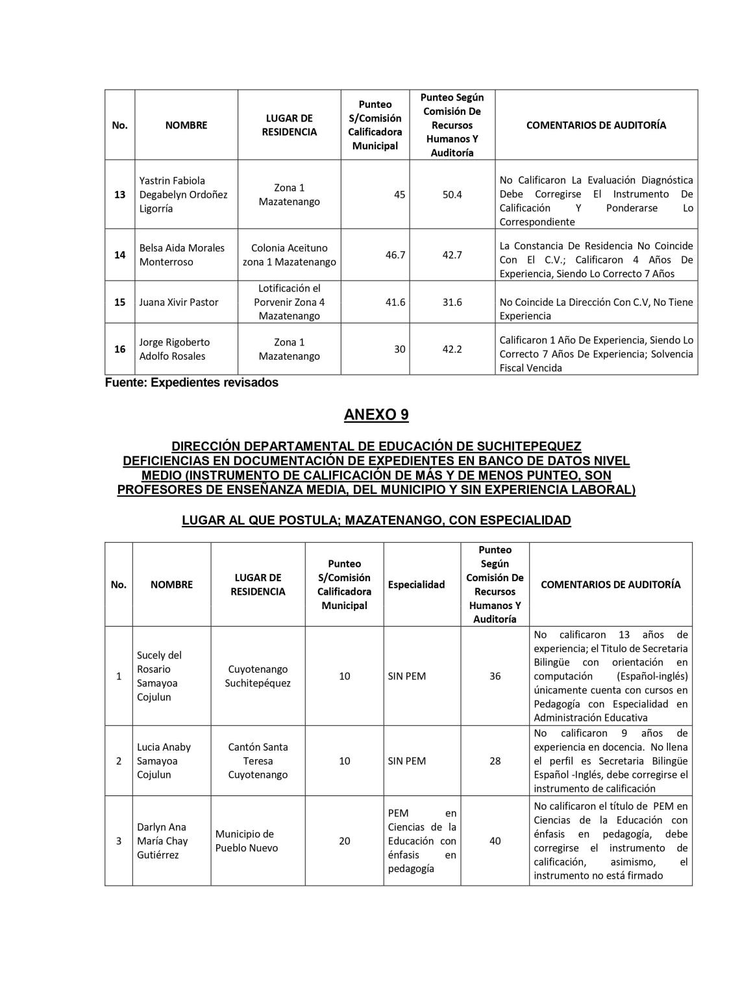 No.
NOMBRE
LUGAR DE
RESIDENCIA
Punteo
S/Comisión
Calificadora
Municipal
Punteo Según
Comisión De
Recursos
Humanos Y
Auditoría
COMENTARIOS DE AUDITORÍA
13
Yastrin Fabiola
Degabelyn Ordoñez
Ligorría
Zona 1
Mazatenango
45
50.4
No Calificaron La Evaluación Diagnóstica
Debe Corregirse El Instrumento De
Calificación Y Ponderarse Lo
Correspondiente
14
Belsa Aida Morales
Monterroso
Colonia Aceituno
zona 1 Mazatenango
46.7
42.7
La Constancia De Residencia No Coincide
Con El C.V.; Calificaron 4 Años De
Experiencia, Siendo Lo Correcto 7 Años
15
Juana Xivir Pastor
Lotificación el
Porvenir Zona 4
Mazatenango
41.6
31.6
No Coincide La Dirección Con C.V, No Tiene
Experiencia
16
Jorge Rigoberto
Adolfo Rosales
Zona 1
Mazatenango
30
42.2
Calificaron 1 Año De Experiencia, Siendo Lo
Correcto 7 Años De Experiencia; Solvencia
Fiscal Vencida
Fuente: Expedientes revisados
ANEXO 9
DIRECCIÓN DEPARTAMENTAL DE EDUCACIÓN DE SUCHITEPEQUEZ
DEFICIENCIAS EN DOCUMENTACIÓN DE EXPEDIENTES EN BANCO DE DATOS NIVEL
MEDIO (INSTRUMENTO DE CALIFICACIÓN DE MÁS Y DE MENOS PUNTEO, SON
PROFESORES DE ENSEÑANZA MEDIA, DEL MUNICIPIO Y SIN EXPERIENCIA LABORAL)
LUGAR AL QUE POSTULA; MAZATENANGO, CON ESPECIALIDAD
No.
NOMBRE
LUGAR DE
RESIDENCIA
Punteo
S/Comisión
Calificadora
Municipal
Especialidad
Punteo
Según
Comisión De
Recursos
Humanos Y
Auditoría
COMENTARIOS DE AUDITORÍA
1
Sucely del
Rosario
Samayoa
Cojulun
Cuyotenango
Suchitepéquez
10
SIN PEM
36
No calificaron 13 años de
experiencia; el Titulo de Secretaria
Bilingüe con orientación en
computación (Español-inglés)
únicamente cuenta con cursos en
Pedagogía con Especialidad en
Administración Educativa
2
Lucia Anaby
Samayoa
Cojulun
Cantón Santa
Teresa
Cuyotenango
10
SIN PEM
28
No calificaron 9 años de
experiencia en docencia. No llena
el perfil es Secretaria Bilingüe
Español -Inglés, debe corregirse el
instrumento de calificación
3
Darlyn Ana
María Chay
Gutiérrez
Municipio de
Pueblo Nuevo
20
PEM en
Ciencias de la
Educación con
énfasis en
pedagogía
40
No calificaron el título de PEM en
Ciencias de la Educación con
énfasis en pedagogía, debe
corregirse el instrumento de
calificación, asimismo, el
instrumento no está firmado